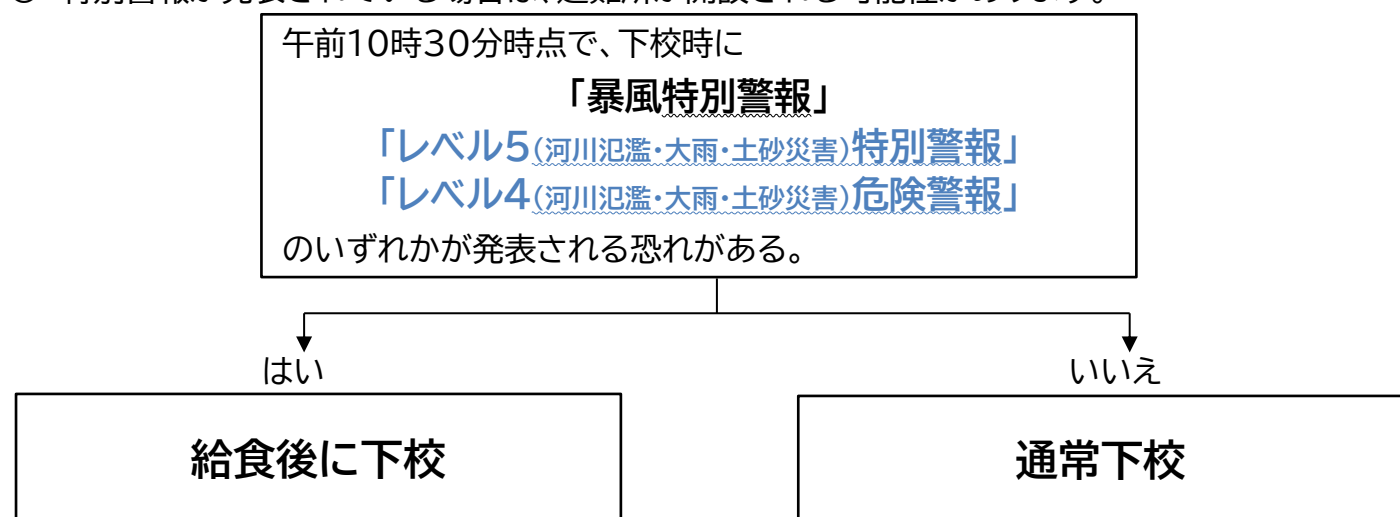 午前10時30分時点で、下校時に
「暴風特別警報」
「レベル5(河川氾濫・大雨・土砂災害)特別警報」
「レベル4(河川氾濫・大雨・土砂災害)危険警報」
のいずれかが発表される恐れがある。
はい
いいえ
給食後に下校
通常下校